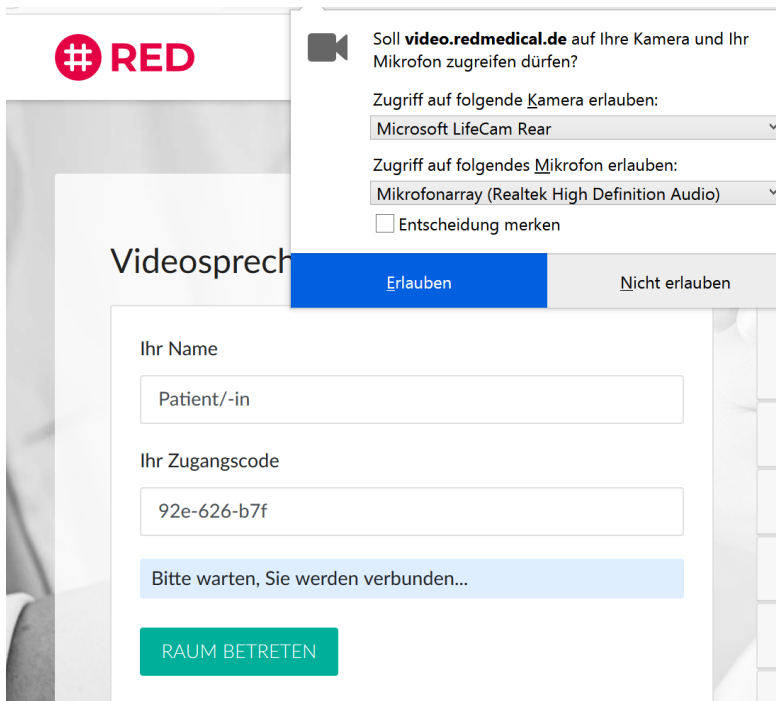 # RED
Soll video.redmedical.de auf Ihre Kamera und Ihr
Mikrofon zugreifen dürfen?
Zugriff auf folgende Kamera erlauben:
Microsoft LifeCam Rear
Zugriff auf folgendes Mikrofon erlauben:
Mikrofonarray (Realtek High Definition Audio)
Entscheidung merken
Erlauben
Nicht erlauben
Videosprech
Ihr Name
Patient/-in
Ihr Zugangscode
92e-626-b7f
Bitte warten, Sie werden verbunden...
RAUM BETRETEN